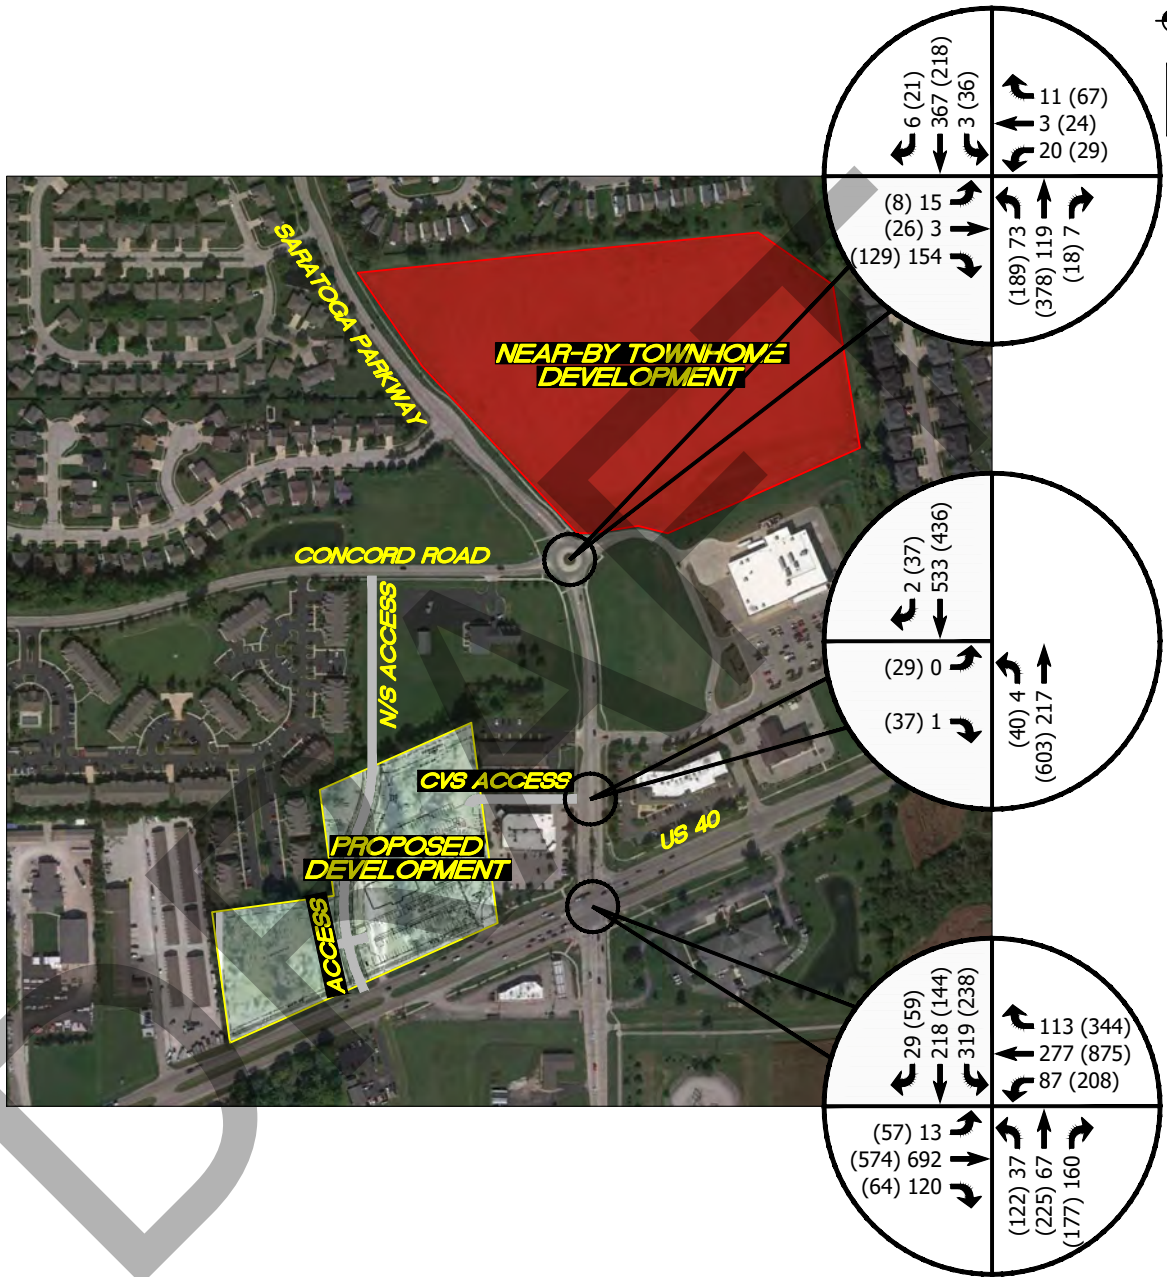 6 (21)
367 (218)
3 (36)
11 (67)
3 (24)
20 (29)
(8) 15
(26) 3
(129) 154
(189) 73
(378) 119
(18) 7
SARATOGA PARKWAY
NEAR-BY TOWNHOME
DEVELOPMENT
CONCORD ROAD
N/S ACCESS
2 (37)
533 (436)
(29) 0
(37) 1
(40) 4
(603) 217
CVS ACCESS
US 40
PROPOSED
DEVELOPMENT
ACCESS
29 (59)
218 (144)
319 (238)
113 (344)
277 (875)
87 (208)
(57) 13
(574) 692
(64) 120
(122) 37
(225) 67
(177) 160
DRAFT